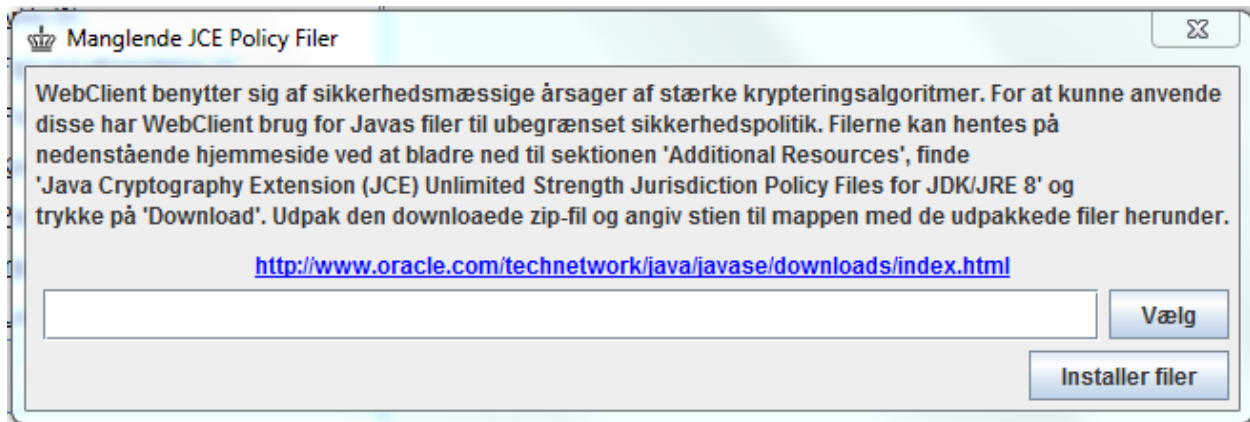 Manglende JCE Policy Filer
WebClient benytter sig af sikkerhedsmæssige årsager af stærke krypteringsalgoritmer. For at kunne anvende
disse har WebClient brug for Javas filer til ubegrænset sikkerhedspolitik. Filerne kan hentes på
nedenstående hjemmeside ved at bladre ned til sektionen 'Additional Resources', finde
'Java Cryptography Extension (JCE) Unlimited Strength Jurisdiction Policy Files for JDK/JRE 8' og
trykke på 'Download'. Udpak den downloaede zip-fil og angiv stien til mappen med de udpakkede filer herunder.
http://www.oracle.com/technetwork/java/javase/downloads/index.html
Vælg
Installer filer